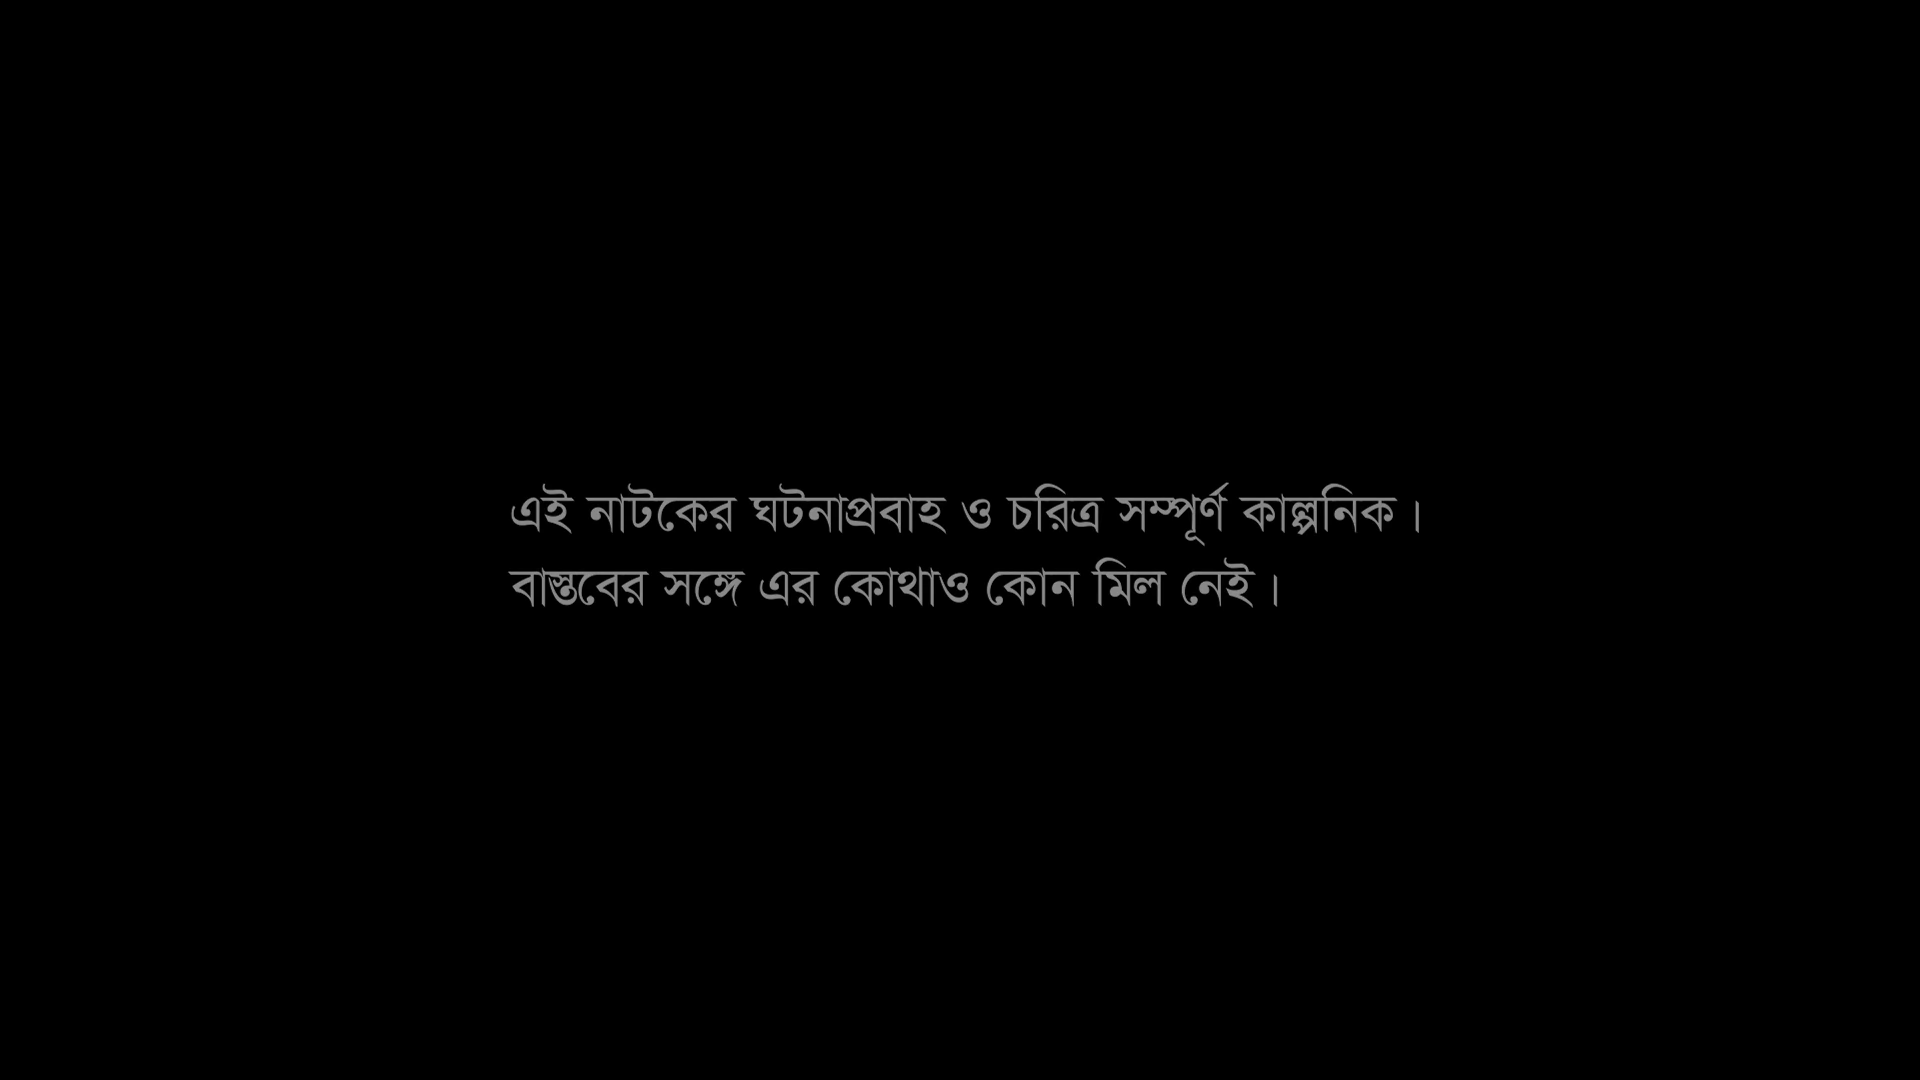 এই নাটকের ঘটনাপ্রবাহ ও চরিত্র সম্পূর্ণ কাল্পনিক।
বাস্তবের সঙ্গে এর কোথাও কোন মিল নেই।